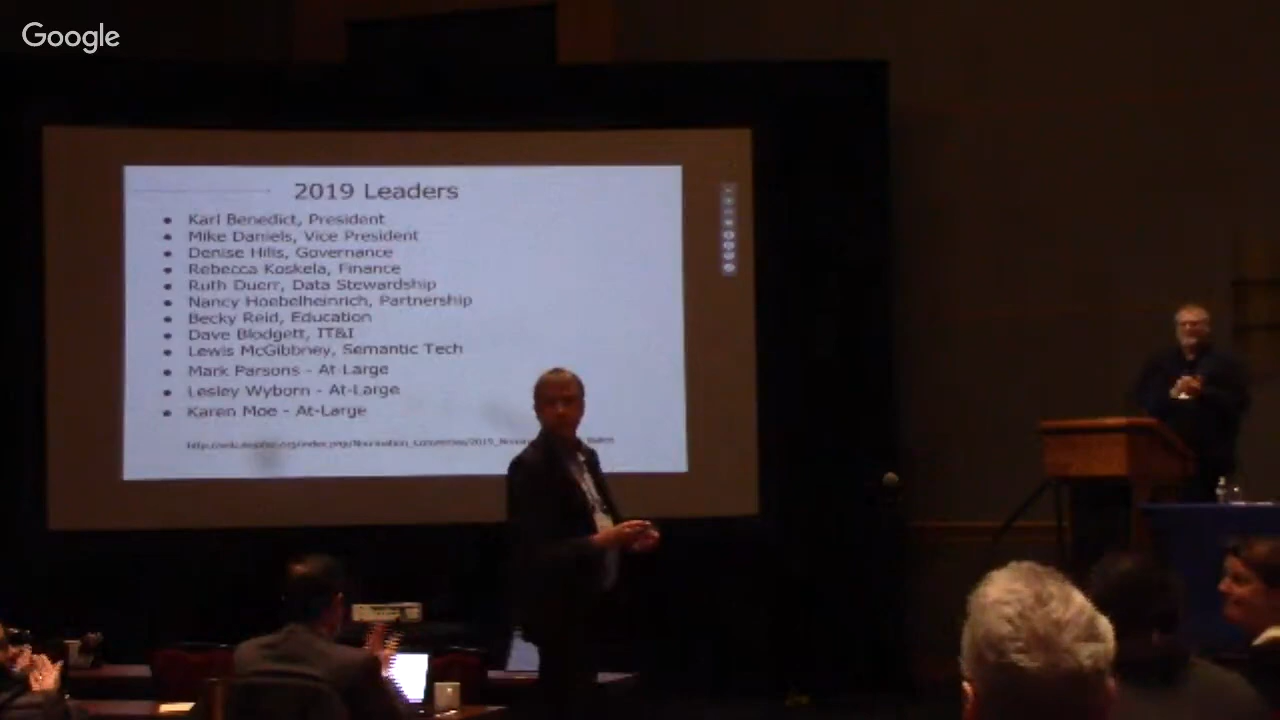 Google
2019 Leaders
● Karl Benedict, President
● Mike Daniels, Vice President
● Denise Hills, Governance
● Rebecca Koskela, Finance
● Ruth Duerr, Data Stewardship
● Nancy Hoebelheinrich, Partnership
● Becky Reid, Education
● Dave Blodgett, IT&I
● Lewis McGibbney, Semantic Tech
● Mark Parsons - At-Large
● Lesley Wyborn - At-Large
● Karen Moe - At-Large